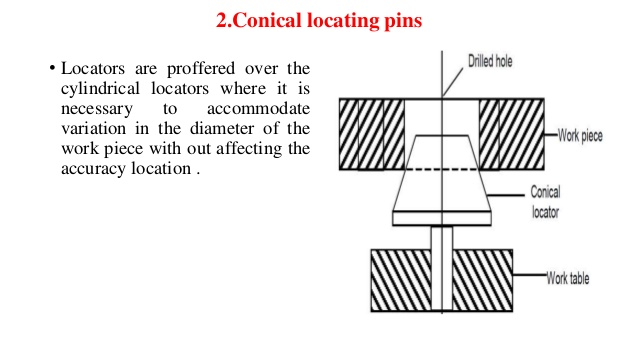 2.Conical locating pins
• Locators are proffered over the
cylindrical locators where it is
necessary to accommodate
variation in the diameter of the
work piece with out affecting the
accuracy location .
Drilled hole
Work piece
Conical
locator
Work table